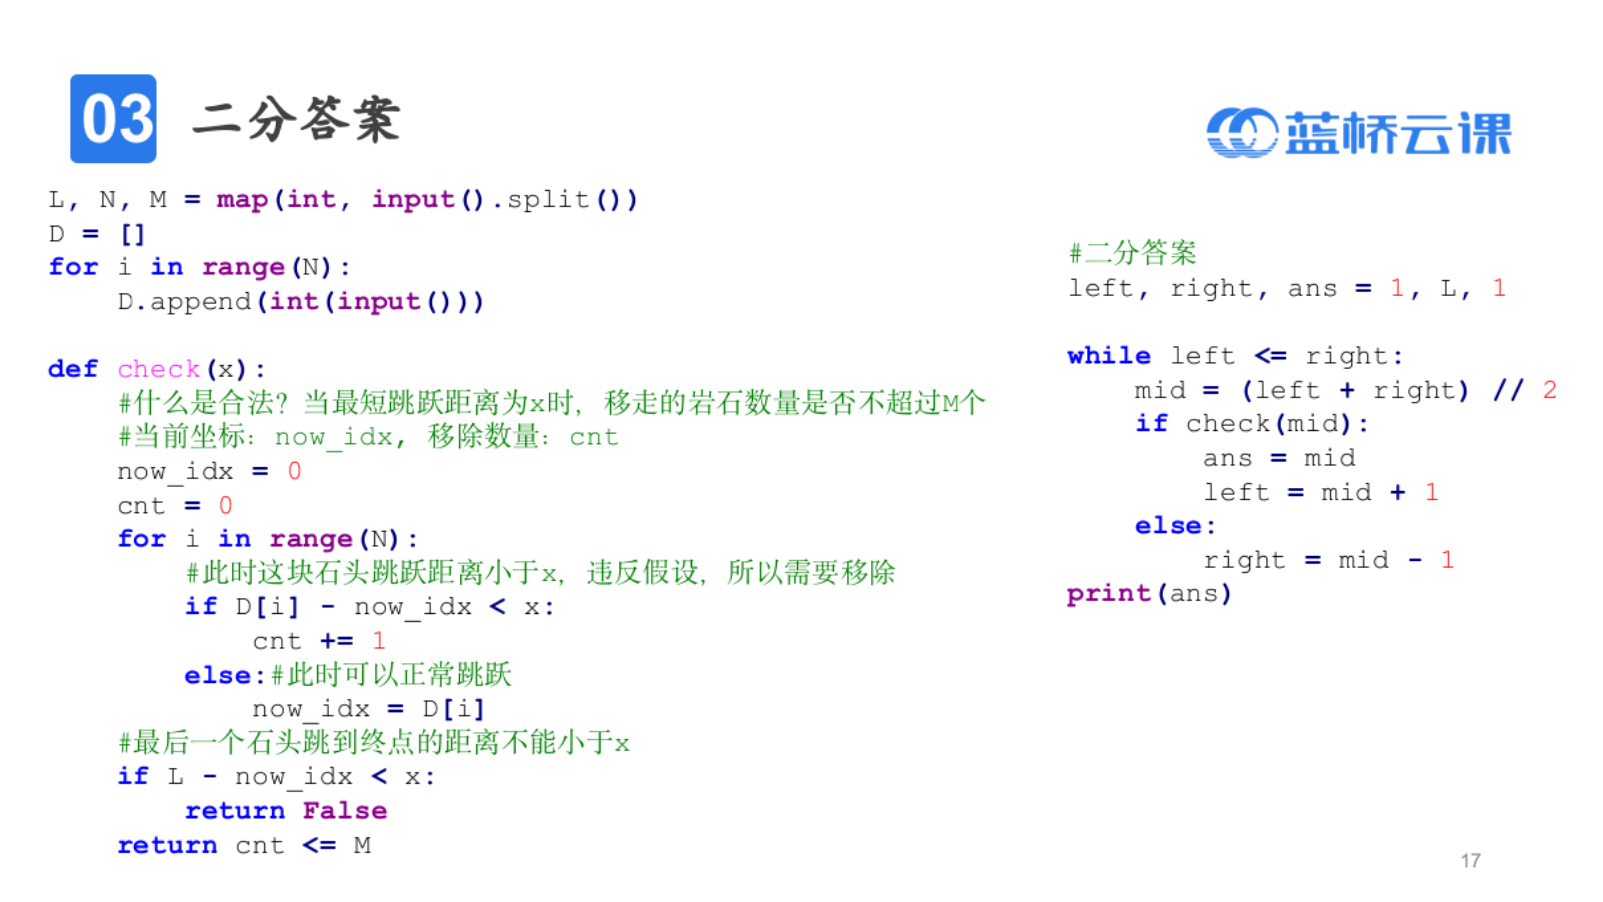 03 二分答案
蓝桥云课
L, N, M = map(int, input().split())
D = []
for i in range(N):
    D.append(int(input()))
def check(x):
    #什么是合法？当最短跳跃距离为x时，移走的岩石数量是否不超过M个
    #当前坐标：now_idx, 移除数量：cnt
    now_idx = 0
    cnt = 0
    for i in range(N):
        #此时这块石头跳跃距离小于x，违反假设，所以需要移除
        if D[i] - now_idx < x:
            cnt += 1
        else:#此时可以正常跳跃
            now_idx = D[i]
    #最后一个石头跳到终点的距离不能小于x
    if L - now_idx < x:
        return False
    return cnt <= M
#二分答案
left, right, ans = 1, L, 1
while left <= right:
    mid = (left + right) // 2
    if check(mid):
        ans = mid
        left = mid + 1
    else:
        right = mid - 1
print(ans)
17